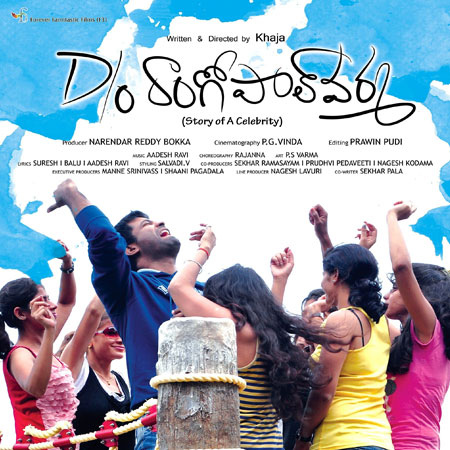 Written & Directed by Khaja
D/o రాంగోపాల్ వర్మ
(Story of A Celebrity)
Producer NARENDAR REDDY BOKKA Cinematography P.G.VINDA Editing PRAWIN PUDI
MUSIC AADESH RAVI CHOREOGRAPHY RAJANNA ART P.S VARMA
LYRICS SURESH I BALU I AADESH RAVI STYLING SALVADI.V CO-PRODUCERS SEKHAR RAMASAYAM I PRUDHVI PEDAVEETI I NAGESH KODAMA
EXECUTIVE PRODUCERS MANNE SRINIVASS I SHAANI PAGADALA LINE PRODUCER NAGESH LAVURI CO-WRITER SEKHAR PALA